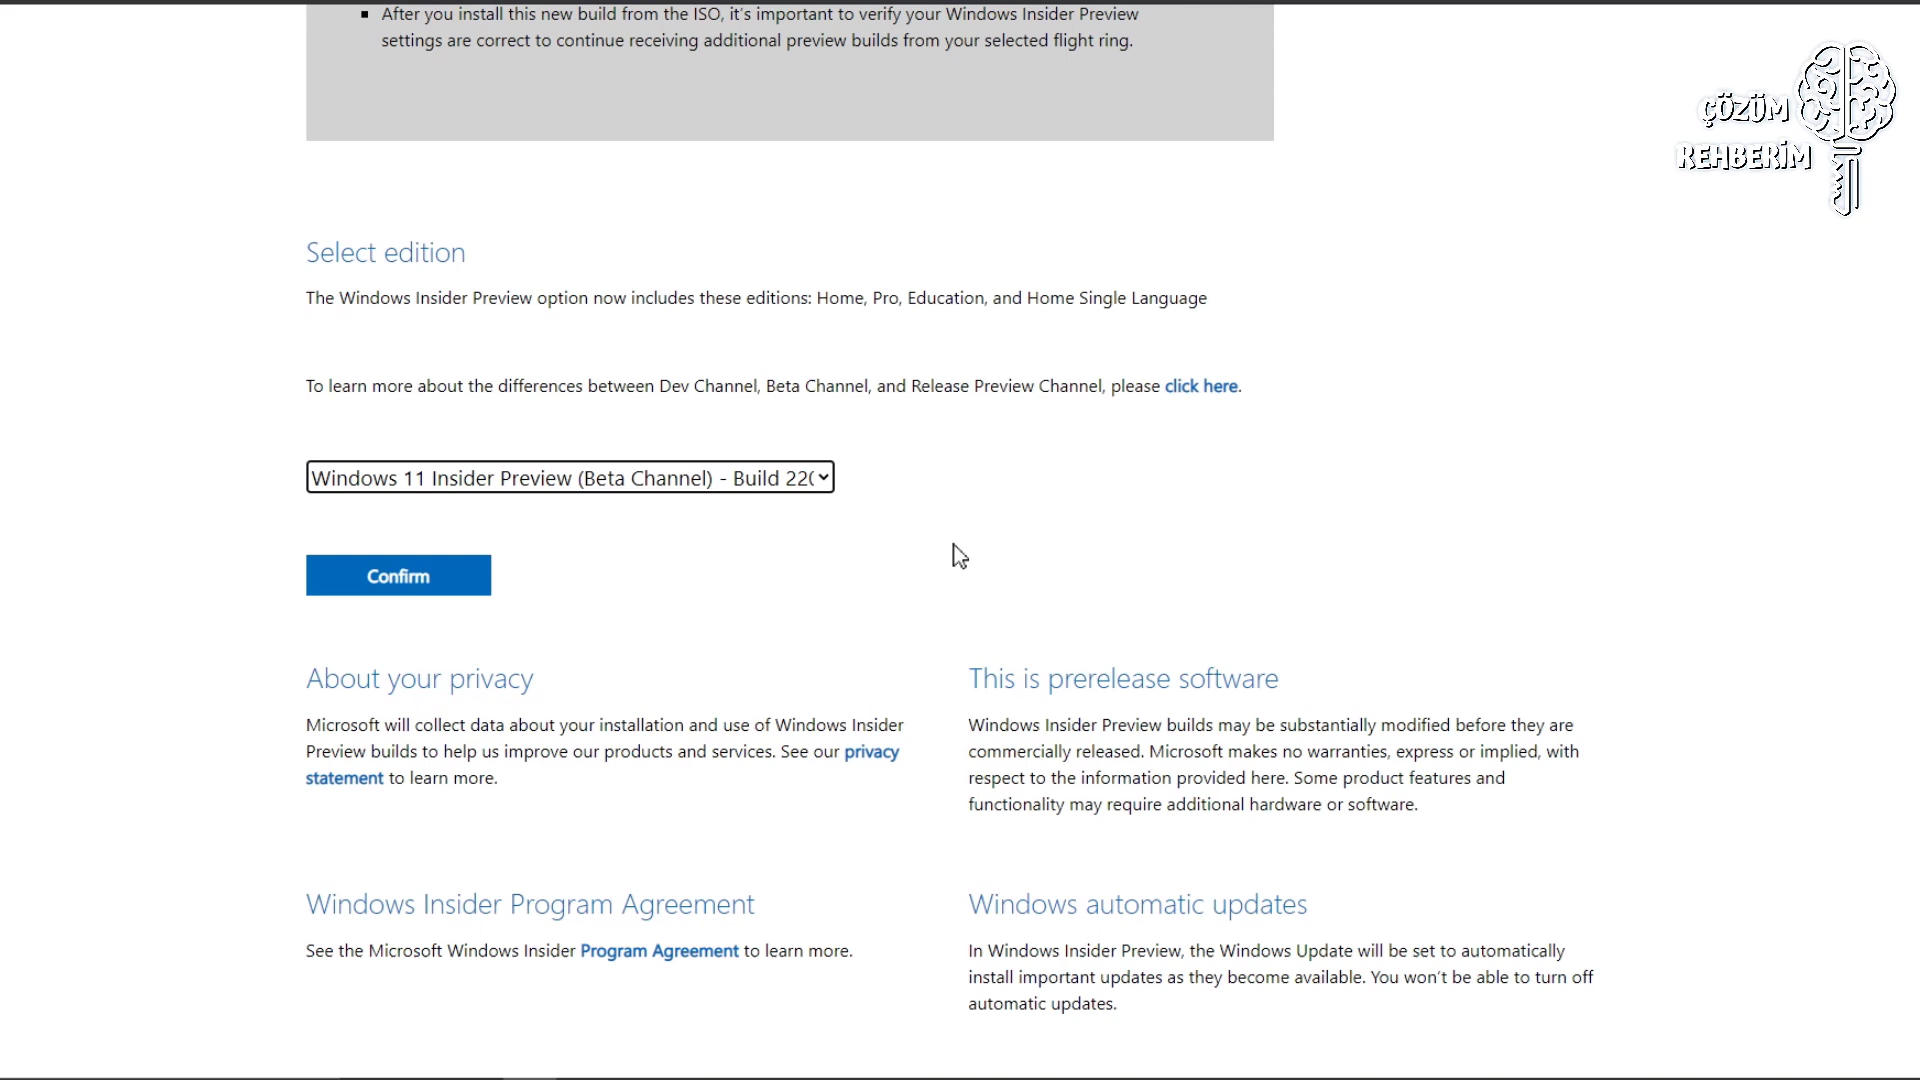 After you install this new build from the ISO, it's important to verify your Windows Insider Preview
settings are correct to continue receiving additional preview builds from your selected flight ring.
ÇÖZÜM
REHBERİM
Select edition
The Windows Insider Preview option now includes these editions: Home, Pro, Education, and Home Single Language
To learn more about the differences between Dev Channel, Beta Channel, and Release Preview Channel, please click here.
Windows 11 Insider Preview (Beta Channel) - Build 22
Confirm
About your privacy
Microsoft will collect data about your installation and use of Windows Insider
Preview builds to help us improve our products and services. See our privacy
statement to learn more.
This is prerelease software
Windows Insider Preview builds may be substantially modified before they are
commercially released. Microsoft makes no warranties, express or implied, with
respect to the information provided here. Some product features and
functionality may require additional hardware or software.
Windows Insider Program Agreement
See the Microsoft Windows Insider Program Agreement to learn more.
Windows automatic updates
In Windows Insider Preview, the Windows Update will be set to automatically
install important updates as they become available. You won't be able to turn off
automatic updates.